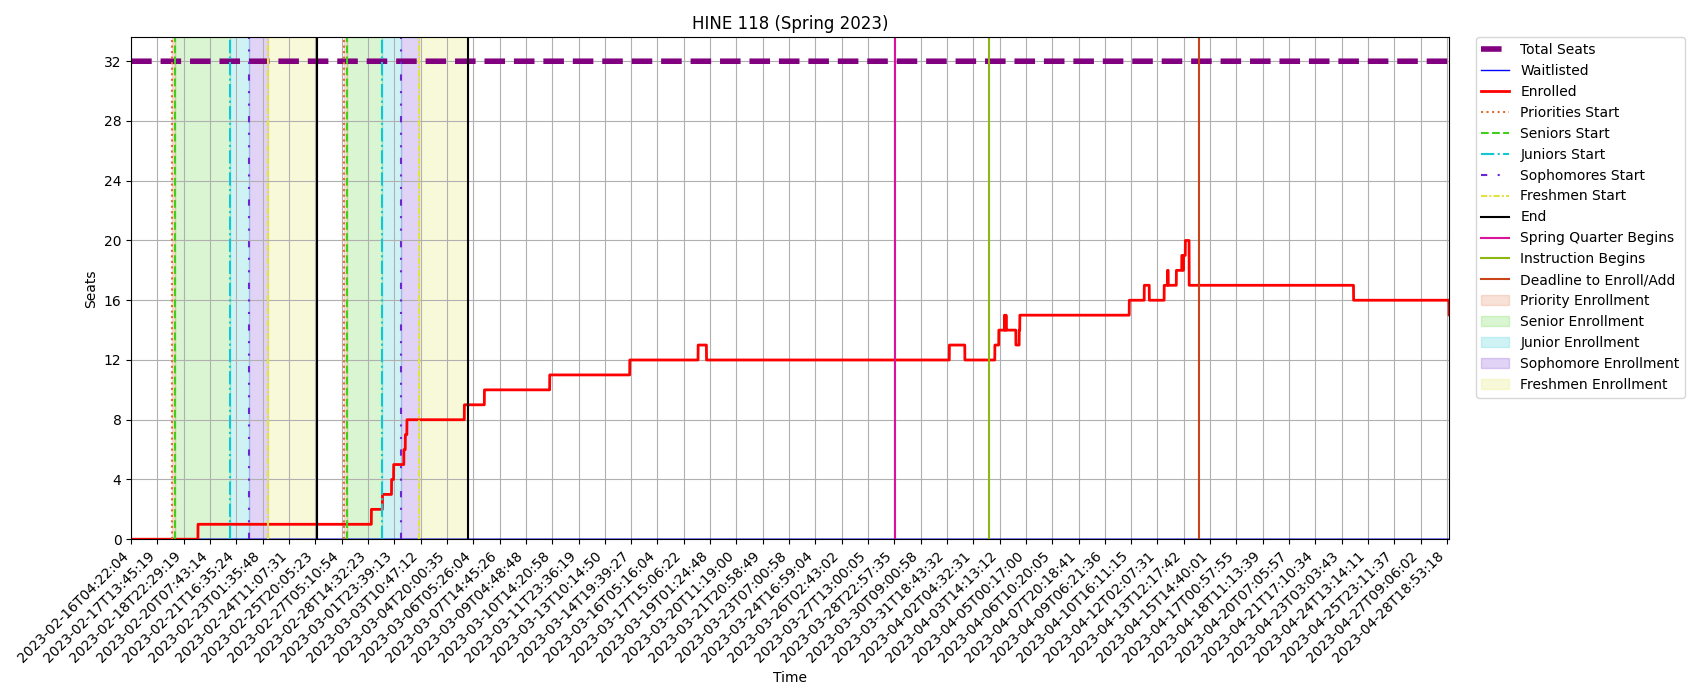 HINE 118 (Spring 2023)
Seats
32
28
24
20
16
12
8
4
0
2023-02-16T04:22:04
2023-02-17T13:45:19
2023-02-18T22:29:19
2023-02-20T07:43:14
2023-02-21T16:35:24
2023-02-23T01:35:48
2023-02-24T11:07:31
2023-02-25T20:05:23
2023-02-27T05:10:54
2023-02-28T14:32:23
2023-03-01T23:39:13
2023-03-03T10:47:12
2023-03-04T20:00:35
2023-03-06T05:26:04
2023-03-07T14:45:26
2023-03-09T04:48:48
2023-03-10T14:20:58
2023-03-11T23:36:19
2023-03-13T10:14:50
2023-03-14T19:39:27
2023-03-16T05:16:04
2023-03-17T15:06:22
2023-03-19T01:24:48
2023-03-20T11:19:00
2023-03-21T20:58:49
2023-03-23T07:00:58
2023-03-24T16:59:04
2023-03-26T02:43:02
2023-03-27T13:00:05
2023-03-28T22:57:35
2023-03-30T09:00:58
2023-03-31T18:43:32
2023-04-02T04:32:31
2023-04-03T14:13:12
2023-04-05T00:17:00
2023-04-06T10:20:05
2023-04-07T20:18:41
2023-04-09T06:21:36
2023-04-10T16:11:15
2023-04-12T02:07:31
2023-04-13T12:17:42
2023-04-15T14:40:01
2023-04-17T00:57:55
2023-04-18T11:13:39
2023-04-20T07:05:57
2023-04-21T17:10:34
2023-04-23T03:03:43
2023-04-24T13:14:11
2023-04-25T23:11:37
2023-04-27T09:06:02
2023-04-28T18:53:18
Time
Total Seats
Waitlisted
Enrolled
Priorities Start
Seniors Start
Juniors Start
Sophomores Start
Freshmen Start
End
Spring Quarter Begins
Instruction Begins
Deadline to Enroll/Add
Priority Enrollment
Senior Enrollment
Junior Enrollment
Sophomore Enrollment
Freshmen Enrollment